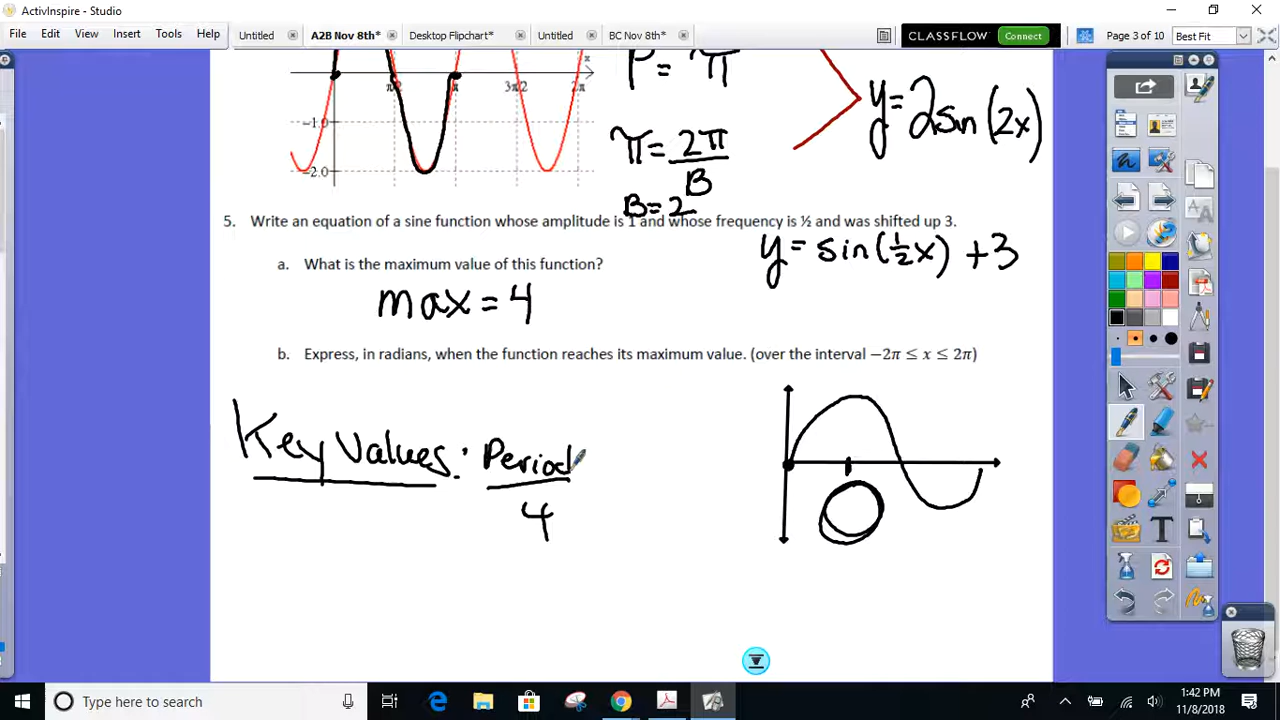 ActivInspire - Studio
File Edit View Insert Tools Help Untitled A2B Nov 8th* Desktop Flipchart* Untitled BC Nov 8th* CLASSFLOW Connect Page 3 of 10 Best Fit
x
π/2 π 3π/2 2π
-1.0
-2.0
P = π
π = 2π/B
B = 2
y = 2sin(2x)
5. Write an equation of a sine function whose amplitude is 1 and whose frequency is ½ and was shifted up 3.
y = sin(½x) + 3
a. What is the maximum value of this function?
max = 4
b. Express, in radians, when the function reaches its maximum value. (over the interval −2π ≤ x ≤ 2π)
Key Values: Period/4
Type here to search
1:42 PM
11/8/2018